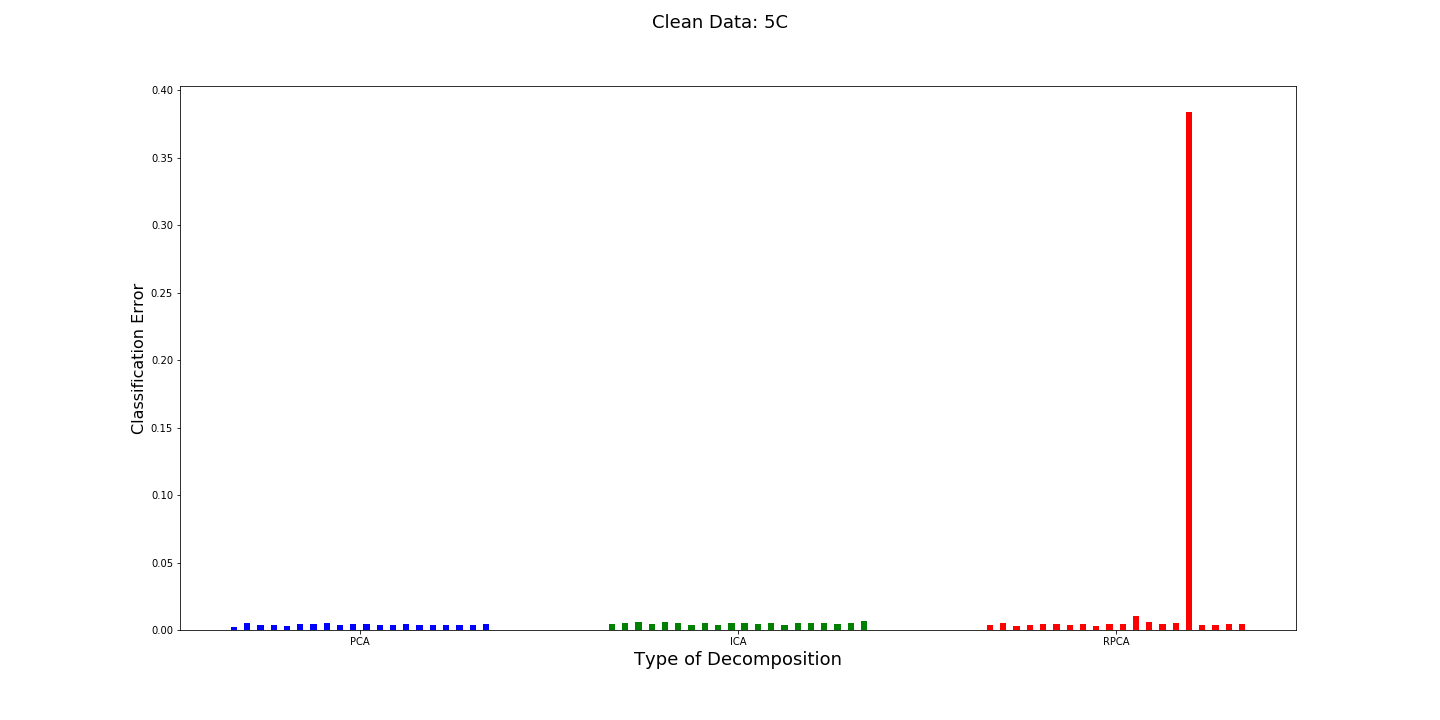 Clean Data: 5C
0.40
0.35
0.30
0.25
0.20
0.15
0.10
0.05
0.00
Classification Error
PCA
ICA
RPCA
Type of Decomposition